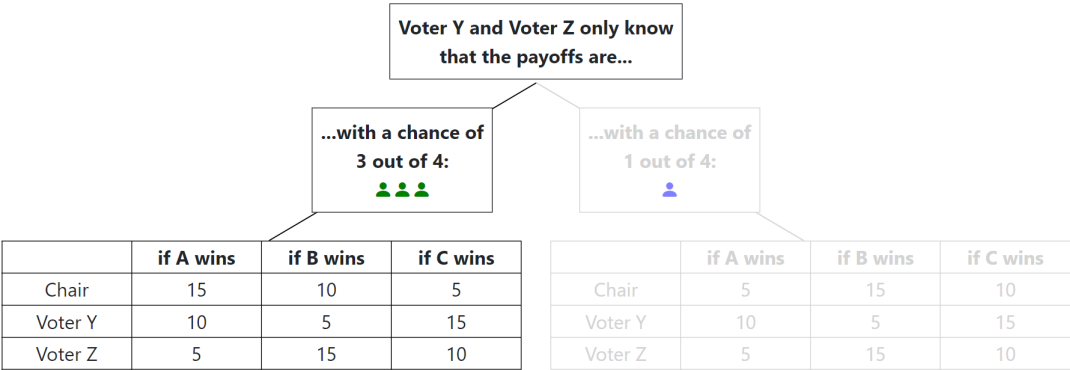 Voter Y and Voter Z only know
that the payoffs are...
...with a chance of
3 out of 4:
...with a chance of
1 out of 4:
if A wins if B wins if C wins
Chair 15 10 5
Voter Y 10 5 15
Voter Z 5 15 10
if A wins if B wins if C wins
Chair 5 15 10
Voter Y 10 5 15
Voter Z 5 15 10